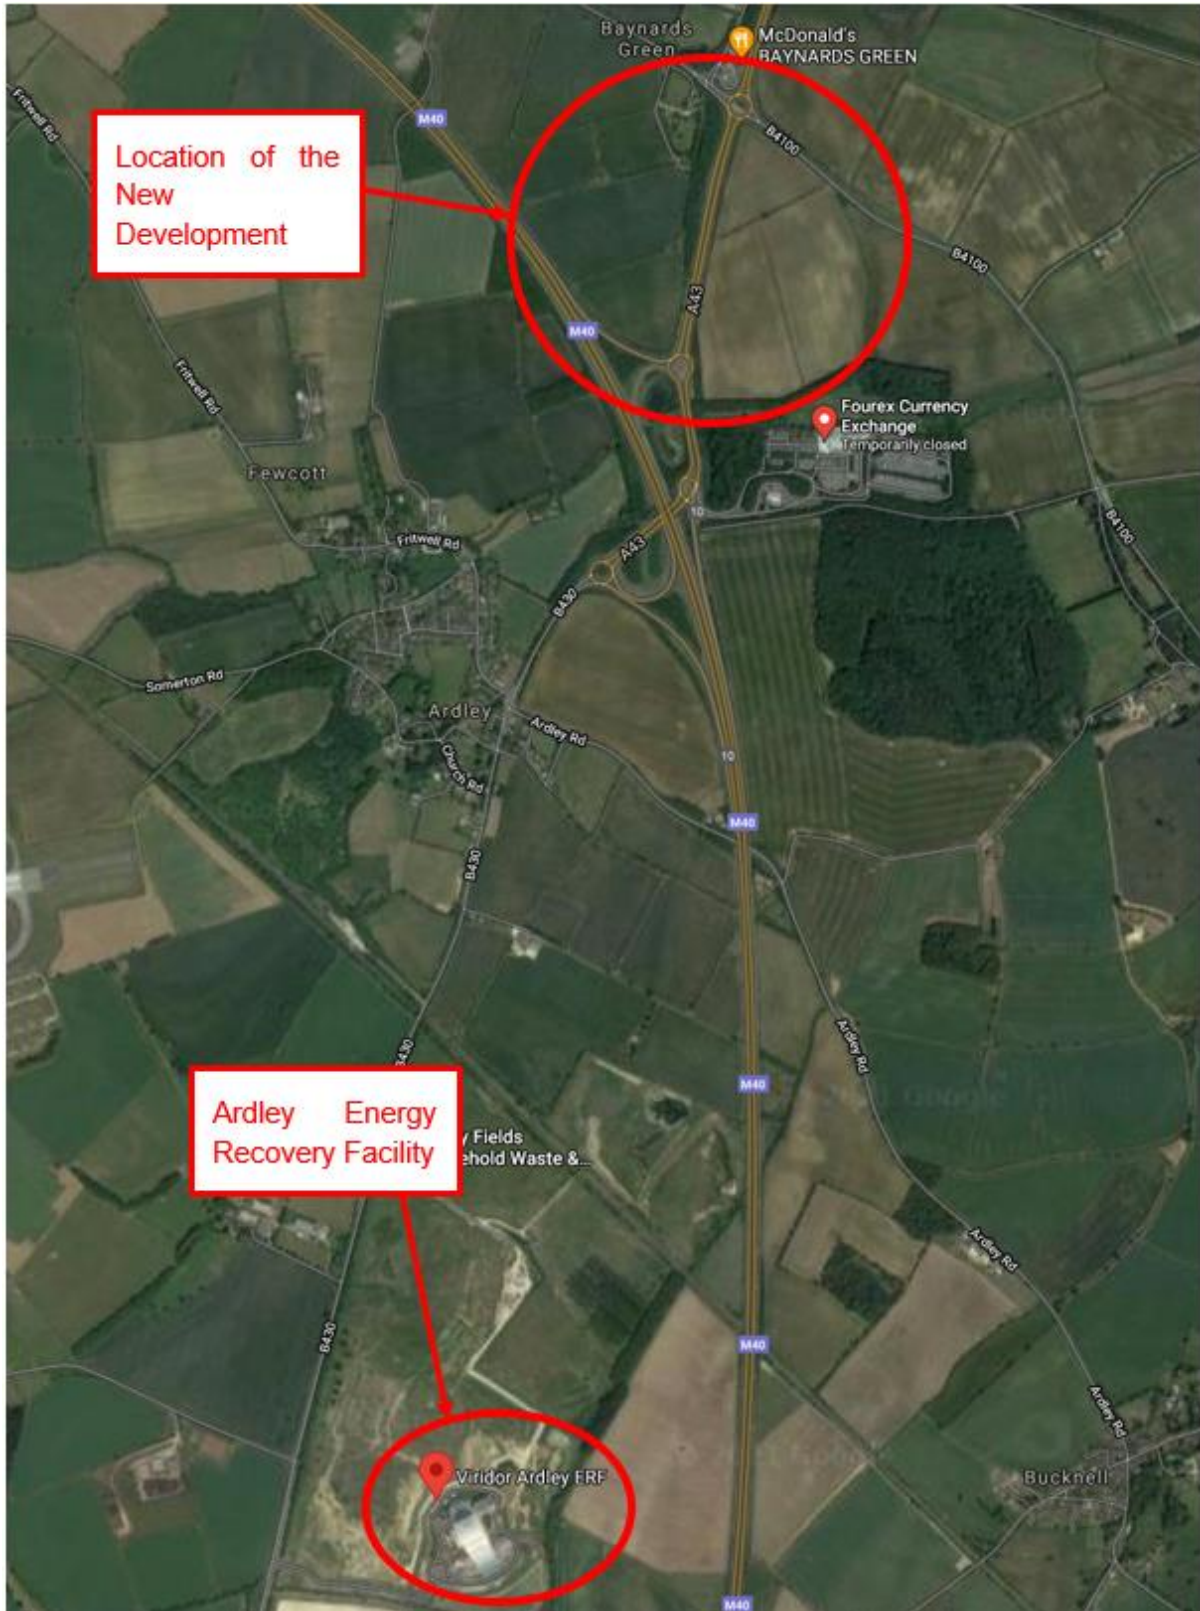 Baynards
Green
McDonald's
BAYNARDS GREEN
Fritwell Rd
M40
B4100
Location of the
New
Development
B4100
A43
M40
Fritwell Rd
Fourex Currency
Exchange
Temporarily closed
Fewcott
10
B4100
Fritwell Rd
A43
B430
Somerton Rd
Ardley
Ardley Rd
Church Rd
10
M40
B430
Ardley Rd
B430
M40
Google
Ardley Energy
Recovery Facility
y Fields
ehold Waste &...
Ardley Rd
B430
M40
Ardley Rd
Viridor Ardley ERF
Bucknell
M40